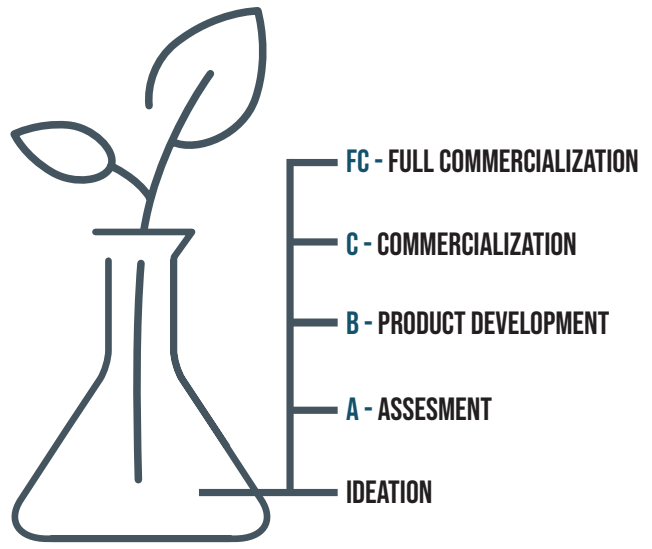 FC - FULL COMMERCIALIZATION
C - COMMERCIALIZATION
B - PRODUCT DEVELOPMENT
A - ASSESMENT
IDEATION